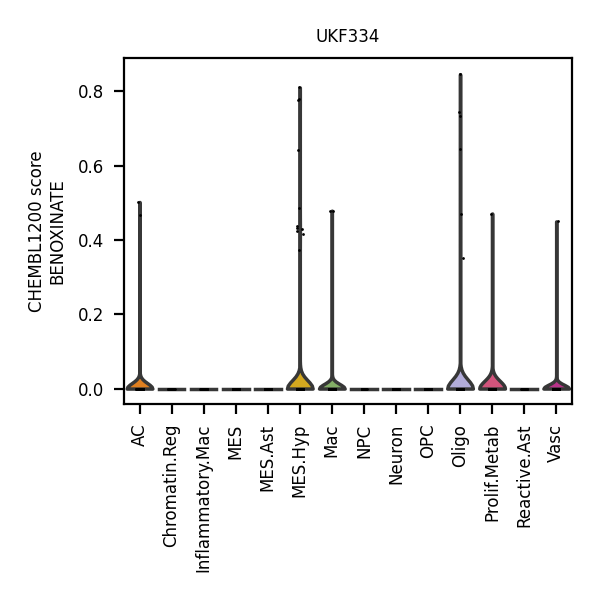 UKF334
CHEMBL1200 score
BENOXINATE
0.8
0.6
0.4
0.2
0.0
AC
Chromatin.Reg
Inflammatory.Mac
MES
MES.Ast
MES.Hyp
Mac
NPC
Neuron
OPC
Oligo
Prolif.Metab
Reactive.Ast
Vasc